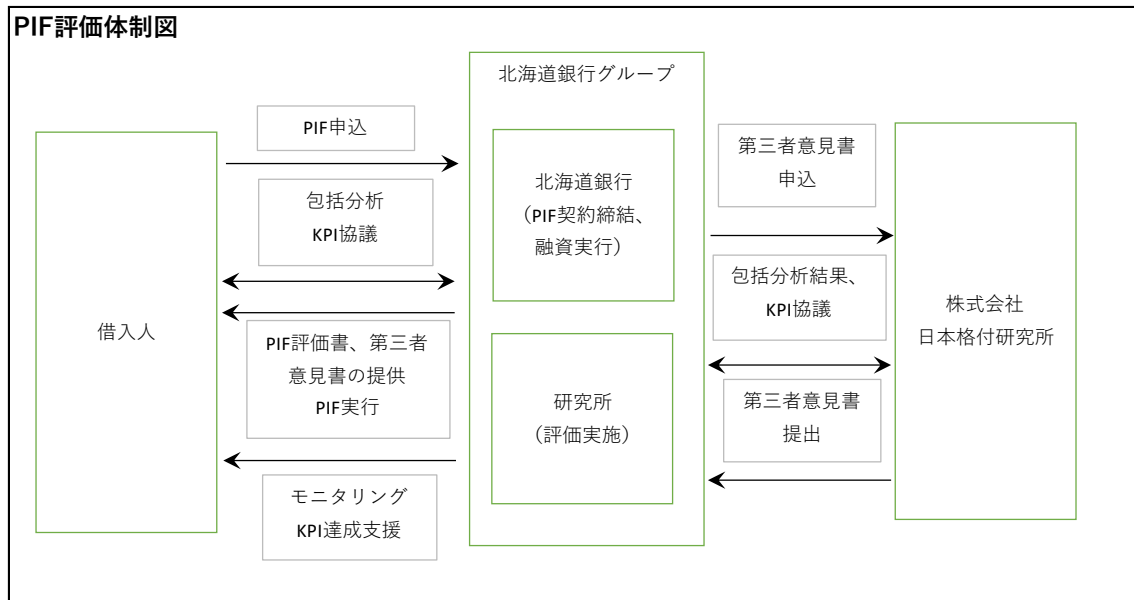 PIF評価体制図
北海道銀行グループ
PIF申込
包括分析
KPI協議
借入人
PIF評価書、第三者
意見書の提供
PIF実行
モニタリング
KPI達成支援
北海道銀行
（PIF契約締結、
融資実行）
研究所
（評価実施）
第三者意見書
申込
包括分析結果、
KPI協議
第三者意見書
提出
株式会社
日本格付研究所